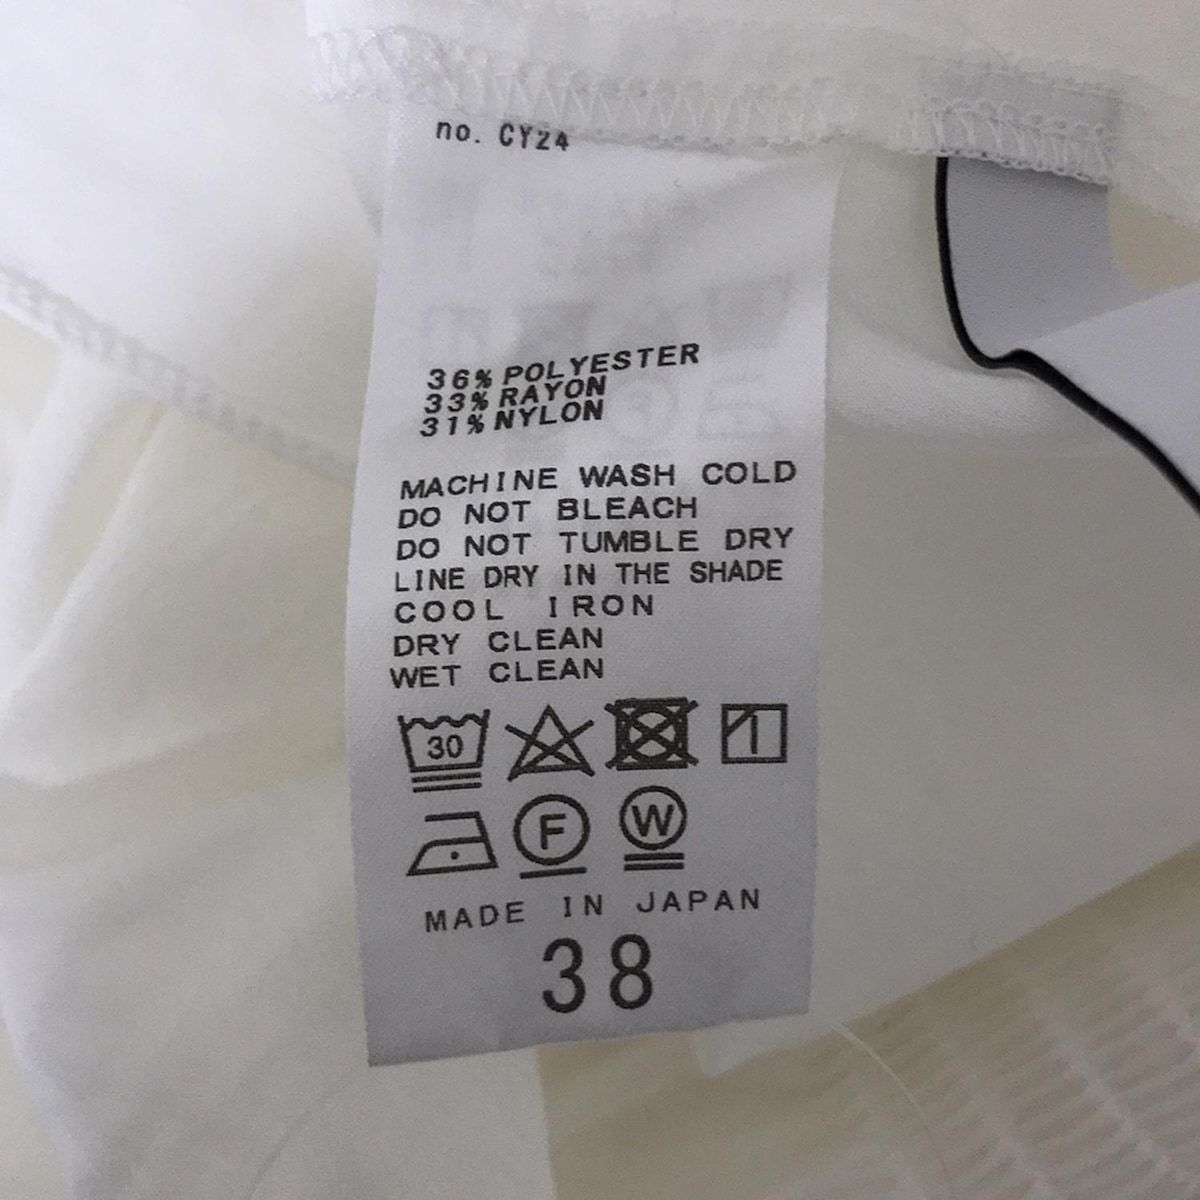 no. CY24
36% POLYESTER
33% RAYON
31% NYLON
MACHINE WASH COLD
DO NOT BLEACH
DO NOT TUMBLE DRY
LINE DRY IN THE SHADE
COOL IRON
DRY CLEAN
WET CLEAN
30
F W
MADE IN JAPAN
38